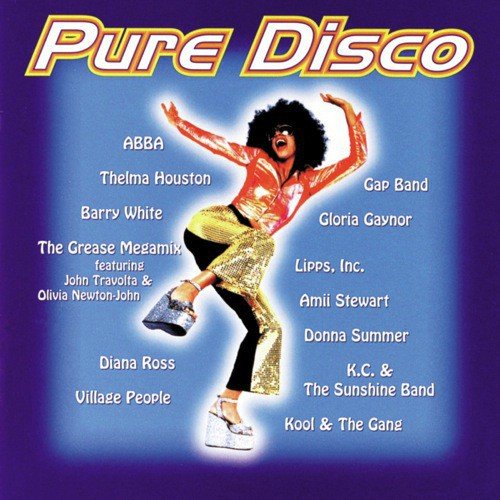 Pure Disco
ABBA
Thelma Houston
Barry White
The Grease Megamix
featuring
John Travolta &
Olivia Newton-John
Diana Ross
Village People
Gap Band
Gloria Gaynor
Lipps, Inc.
Amii Stewart
Donna Summer
K.C. &
The Sunshine Band
Kool & The Gang